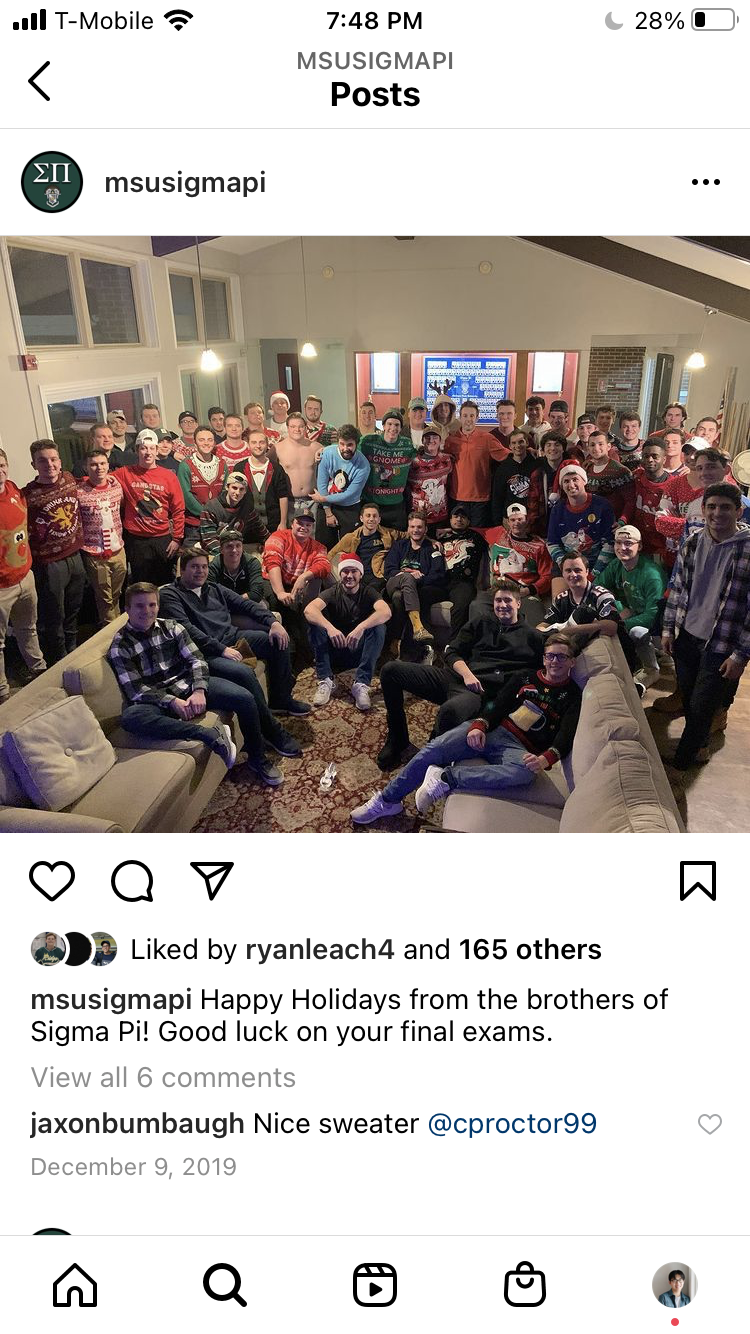 T-Mobile
7:48 PM
28%
MSUSIGMAPI
Posts
ΣΠ
msusigmapi
TAKE ME
GNOME
TONIGHT
Liked by ryanleach4 and 165 others
msusigmapi Happy Holidays from the brothers of
Sigma Pi! Good luck on your final exams.
View all 6 comments
jaxonbumbaugh Nice sweater @cproctor99
December 9, 2019